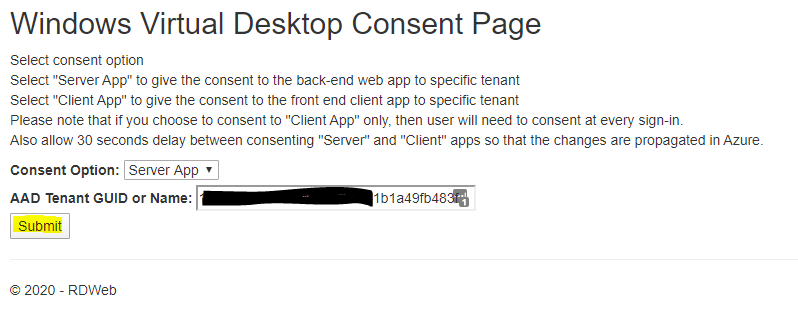 Windows Virtual Desktop Consent Page
Select consent option
Select "Server App" to give the consent to the back-end web app to specific tenant
Select "Client App" to give the consent to the front end client app to specific tenant
Please note that if you choose to consent to "Client App" only, then user will need to consent at every sign-in.
Also allow 30 seconds delay between consenting "Server" and "Client" apps so that the changes are propagated in Azure.
Consent Option: Server App
AAD Tenant GUID or Name: 1b1a49fb483f
Submit
© 2020 - RDWeb